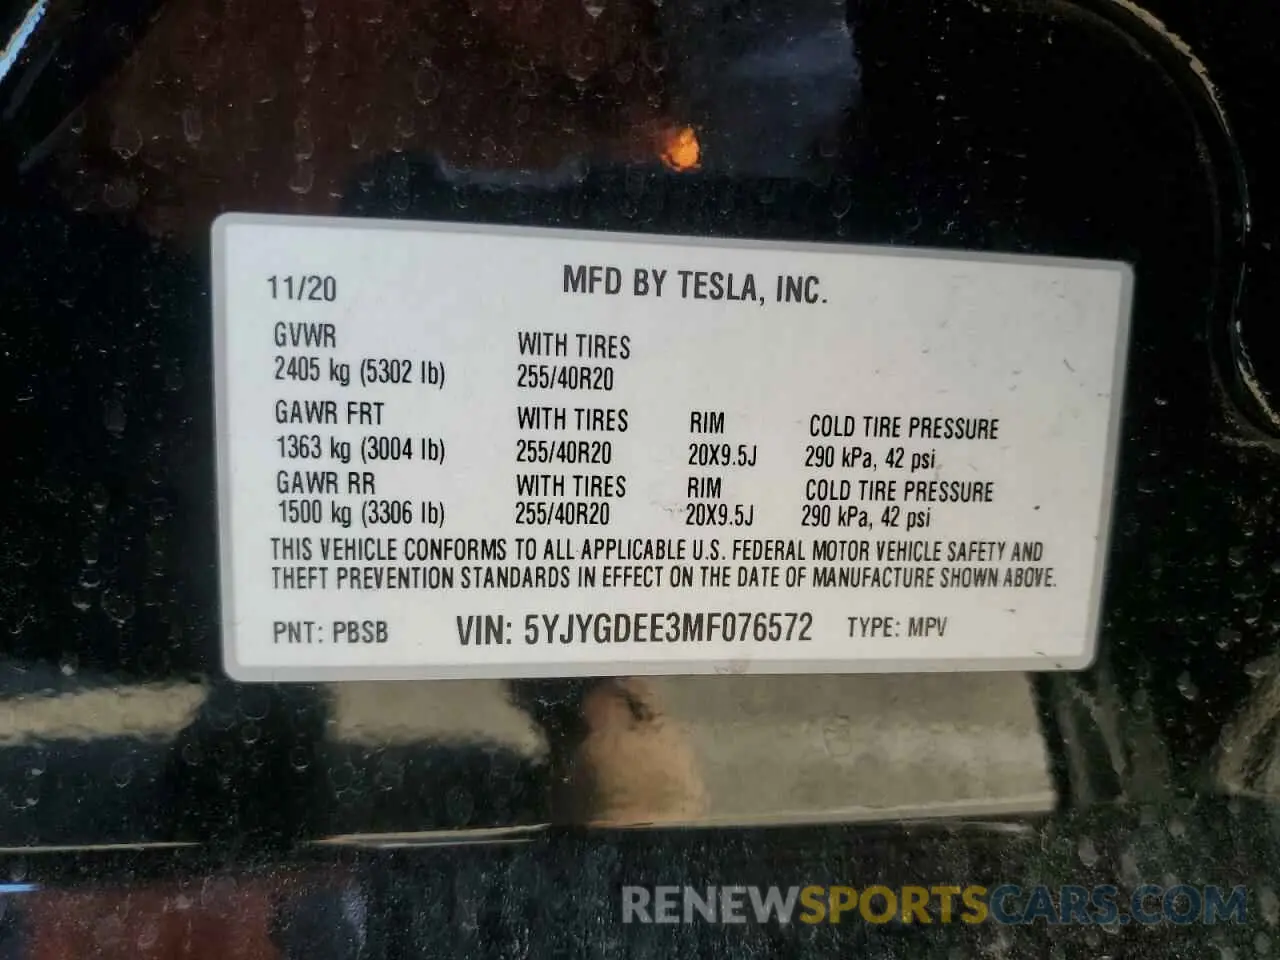 11/20 MFD BY TESLA, INC.
GVWR WITH TIRES
2405 kg (5302 lb) 255/40R20
GAWR FRT WITH TIRES RIM COLD TIRE PRESSURE
1363 kg (3004 lb) 255/40R20 20X9.5J 290 kPa, 42 psi
GAWR RR WITH TIRES RIM COLD TIRE PRESSURE
1500 kg (3306 lb) 255/40R20 20X9.5J 290 kPa, 42 psi
THIS VEHICLE CONFORMS TO ALL APPLICABLE U.S. FEDERAL MOTOR VEHICLE SAFETY AND
THEFT PREVENTION STANDARDS IN EFFECT ON THE DATE OF MANUFACTURE SHOWN ABOVE.
PNT: PBSB VIN: 5YJYGDEE3MF076572 TYPE: MPV
RENEWSPORTSCARS.COM